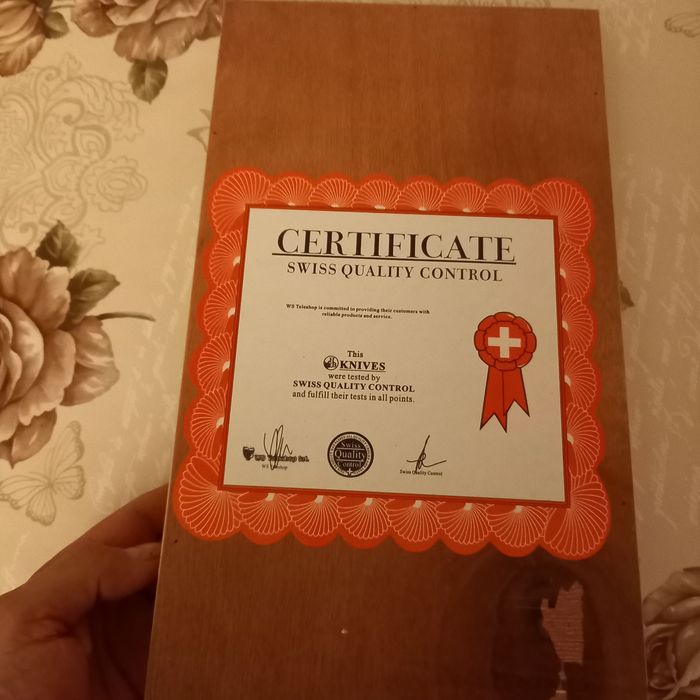 CERTIFICATE
SWISS QUALITY CONTROL
WS Teleshop is committed to providing their customers with
reliable products and service.
This
KNIVES
were tested by
SWISS QUALITY CONTROL
and fulfill their tests in all points.
WS Teleshop
Swiss
Quality
Control
Swiss Quality Control